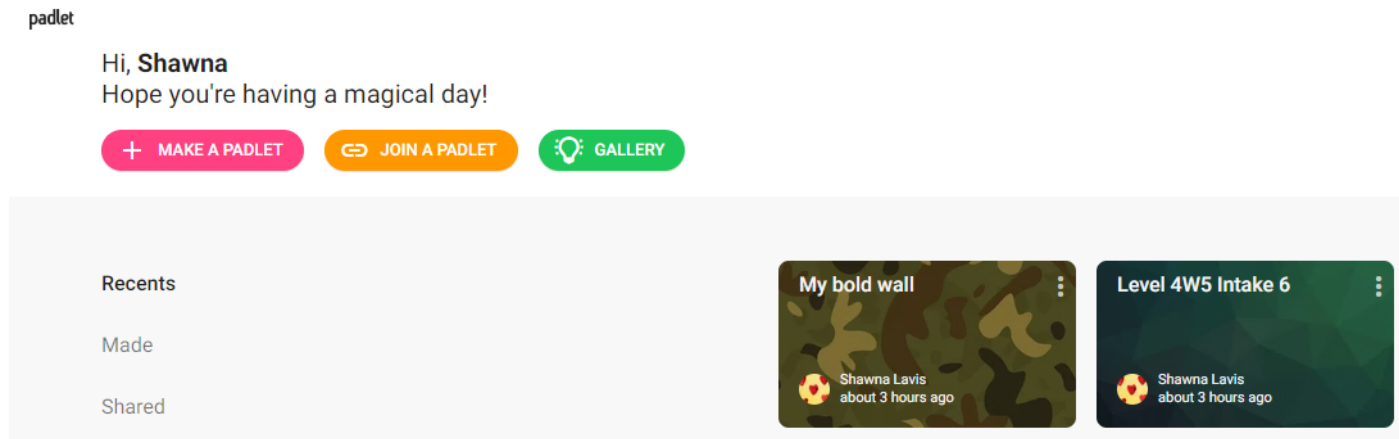 padlet
Hi, Shawna
Hope you're having a magical day!
MAKE A PADLET
JOIN A PADLET
GALLERY
Recents
Made
Shared
My bold wall
Shawna Lavis
about 3 hours ago
Level 4W5 Intake 6
Shawna Lavis
about 3 hours ago